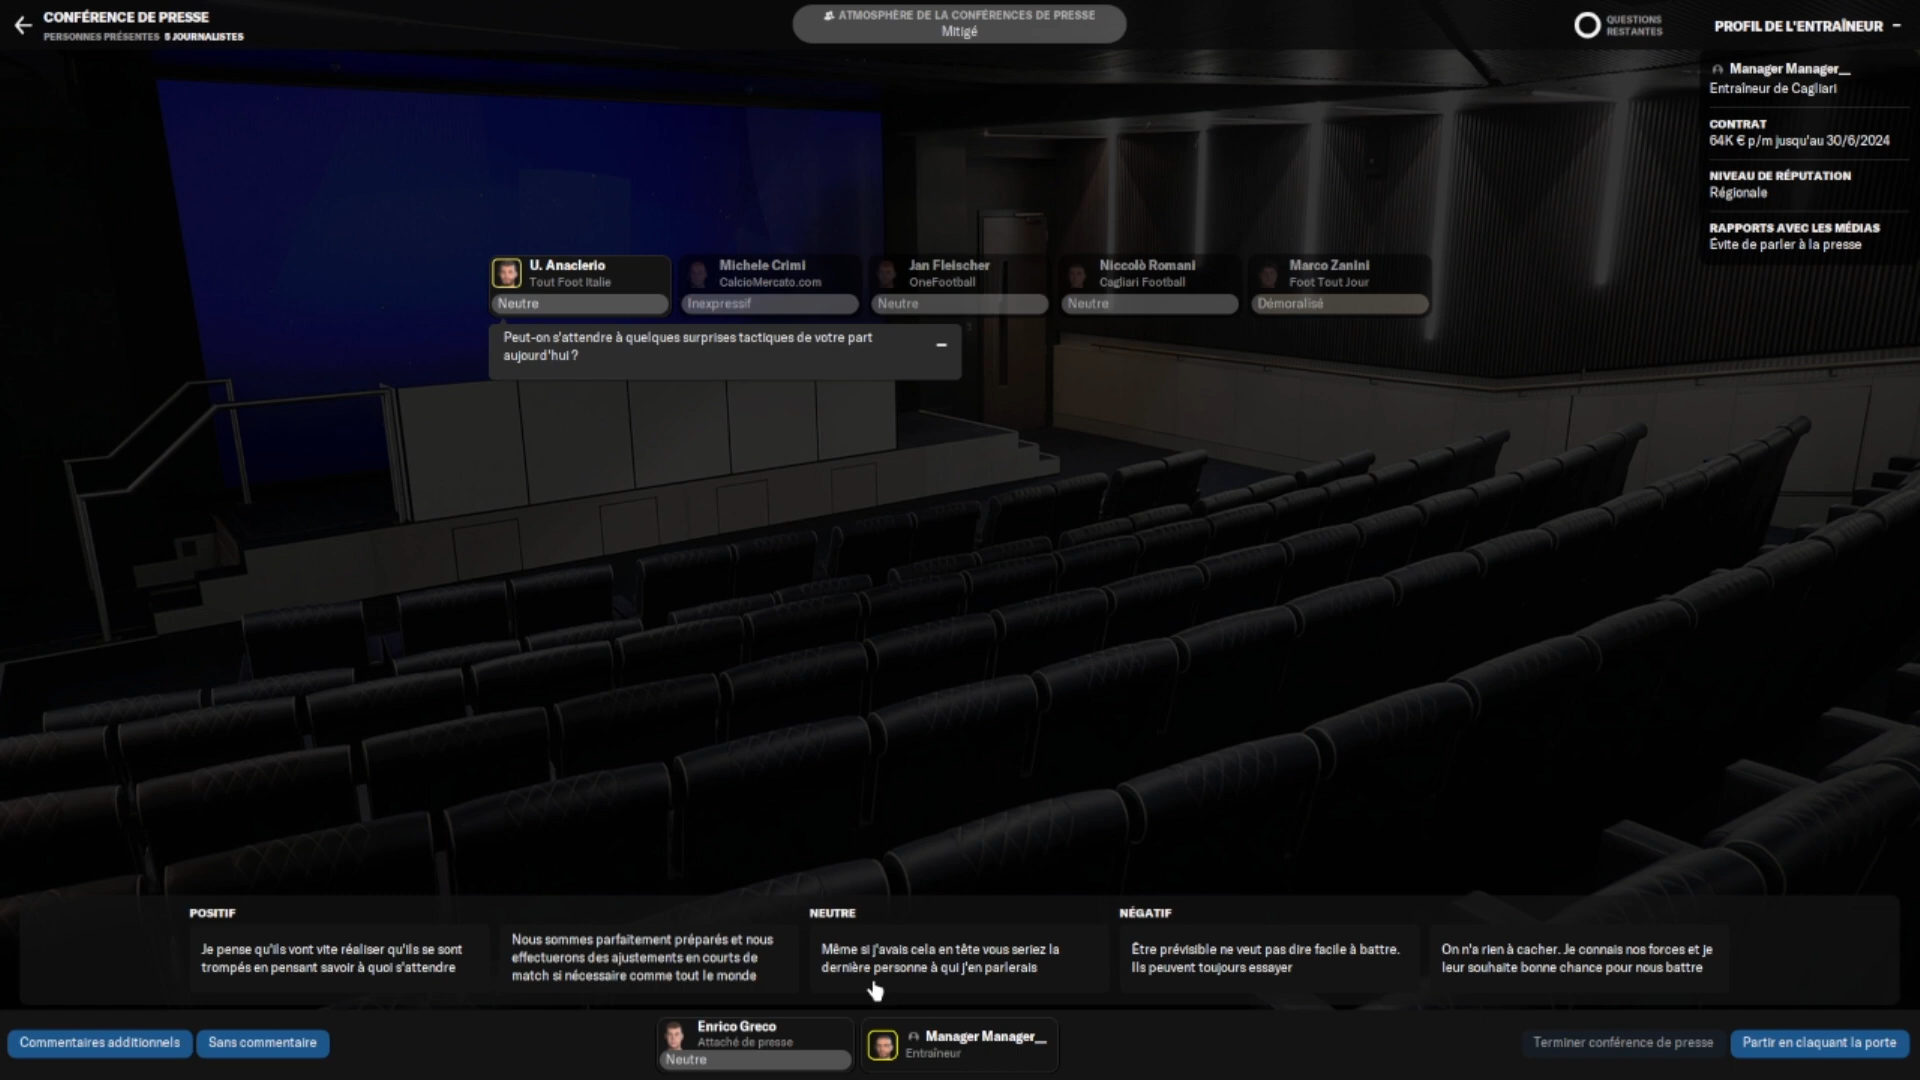 CONFÉRENCE DE PRESSE
PERSONNES PRÉSENTES 5 JOURNALISTES
ATMOSPHÈRE DE LA CONFÉRENCES DE PRESSE
Mitigé
QUESTIONS
RESTANTES
PROFIL DE L'ENTRAÎNEUR
Manager Manager__
Entraîneur de Cagliari
CONTRAT
64K € p/m jusqu'au 30/6/2024
NIVEAU DE RÉPUTATION
Régionale
RAPPORTS AVEC LES MÉDIAS
Évite de parler à la presse
U. Anaclerio
Tout Foot Italie
Neutre
Michele Crimi
CalcioMercato.com
Inexpressif
Jan Fleischer
OneFootball
Neutre
Niccolò Romani
Cagliari Football
Neutre
Marco Zanini
Foot Tout Jour
Démoralisé
Peut-on s'attendre à quelques surprises tactiques de votre part
aujourd'hui ?
POSITIF
Je pense qu'ils vont vite réaliser qu'ils se sont
trompés en pensant savoir à quoi s'attendre
Nous sommes parfaitement préparés et nous
effectuerons des ajustements en courts de
match si nécessaire comme tout le monde
NEUTRE
Même si j'avais cela en tête vous seriez la
dernière personne à qui j'en parlerais
NÉGATIF
Être prévisible ne veut pas dire facile à battre.
Ils peuvent toujours essayer
On n'a rien à cacher. Je connais nos forces et je
leur souhaite bonne chance pour nous battre
Commentaires additionnels
Sans commentaire
Enrico Greco
Attaché de presse
Neutre
Manager Manager__
Entraîneur
Terminer conférence de presse
Partir en claquant la porte